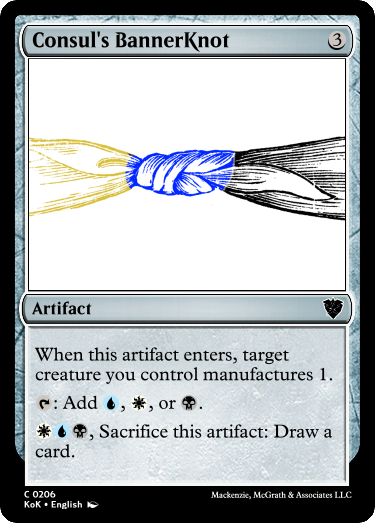 Consul's BannerKnot 3
Artifact
When this artifact enters, target
creature you control manufactures 1.
: Add , , or .
, Sacrifice this artifact: Draw a
card.
C 0206
KoK • English Mackenzie, McGrath & Associates LLC